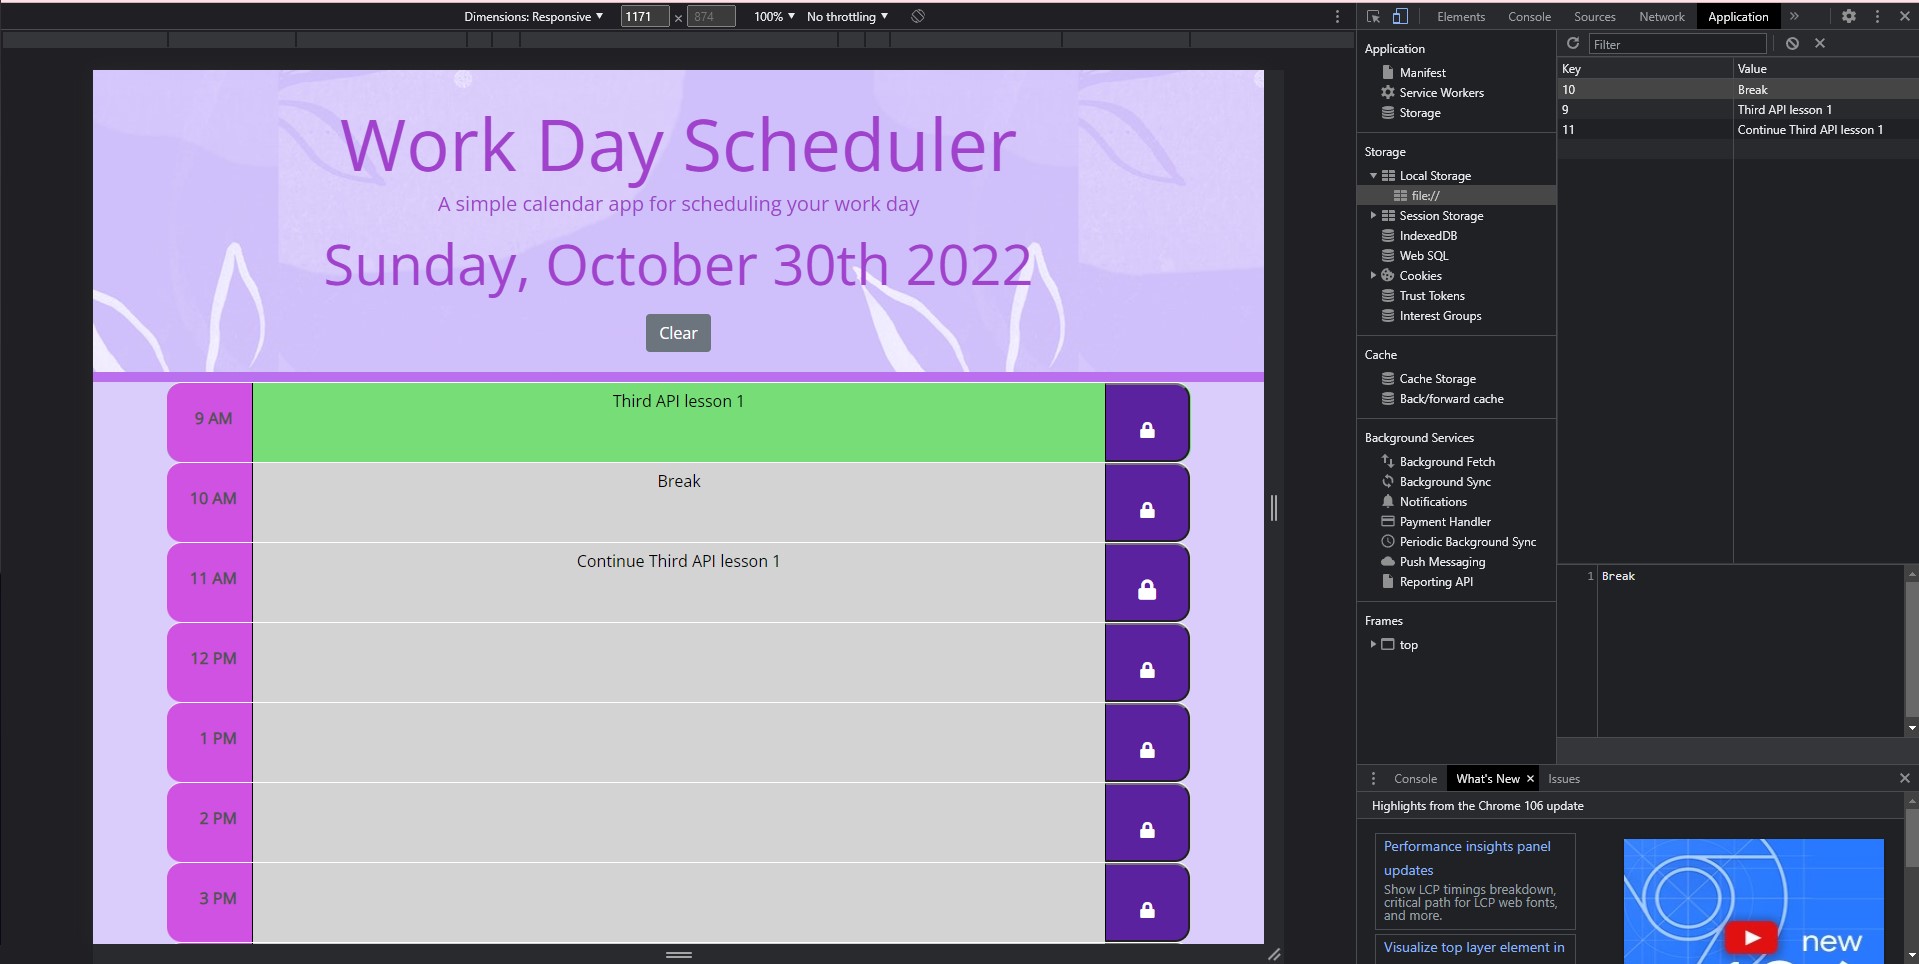 Dimensions: Responsive ▼ 1171 × 874 100% ▼ No throttling ▼
Work Day Scheduler
A simple calendar app for scheduling your work day
Sunday, October 30th 2022
Clear
9 AM Third API lesson 1
10 AM Break
11 AM Continue Third API lesson 1
12 PM
1 PM
2 PM
3 PM
Elements Console Sources Network Application »
Application
Manifest
Service Workers
Storage
Storage
Local Storage
file://
Session Storage
IndexedDB
Web SQL
Cookies
Trust Tokens
Interest Groups
Cache
Cache Storage
Back/forward cache
Background Services
Background Fetch
Background Sync
Notifications
Payment Handler
Periodic Background Sync
Push Messaging
Reporting API
Frames
top
Filter
Key Value
10 Break
9 Third API lesson 1
11 Continue Third API lesson 1
1 Break
Console What's New × Issues
Highlights from the Chrome 106 update
Performance insights panel
updates
Show LCP timings breakdown,
critical path for LCP web fonts,
and more.
Visualize top layer element in
new